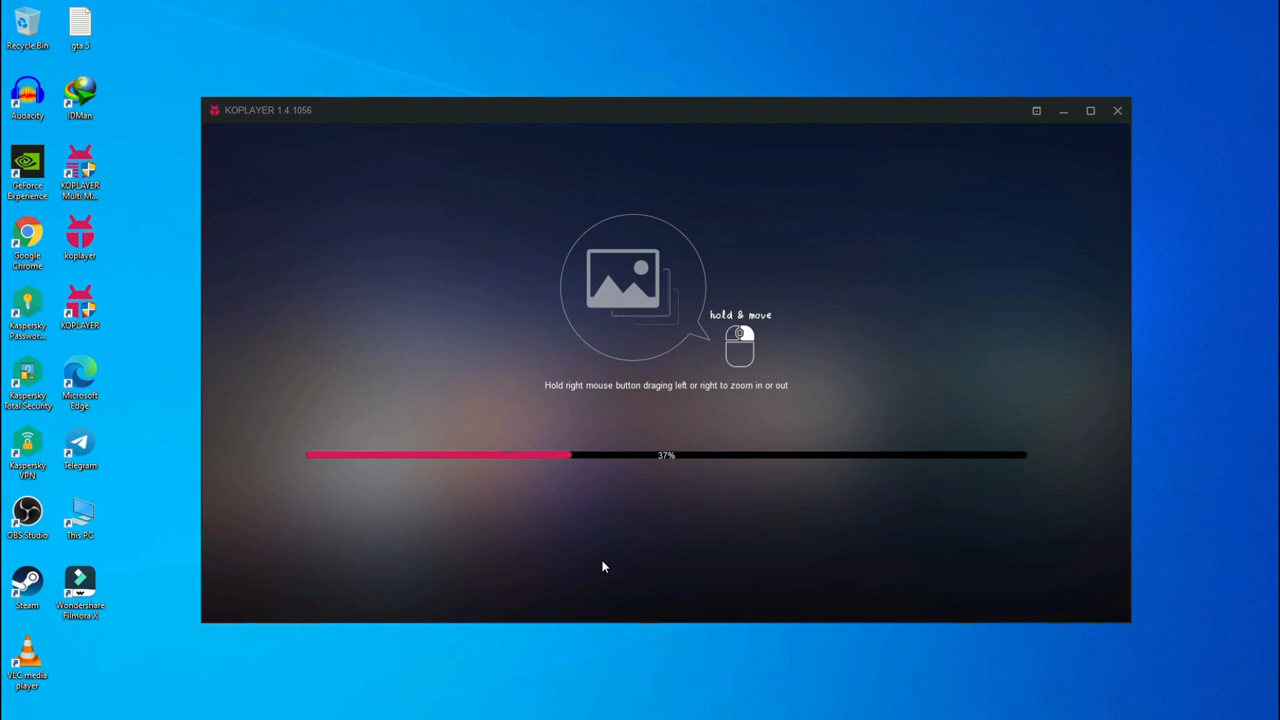 Recycle Bin
gta 5
Audacity
IDMan
GeForce
Experience
KOPLAYER
Multi M...
Google
Chrome
koplayer
Kaspersky
Passwor...
KOPLAYER
Kaspersky
Total Security
Microsoft
Edge
Kaspersky
VPN
Telegram
OBS Studio
This PC
Steam
Wondershare
Filmora X
VLC media
player
KOPLAYER 1.4.1056
hold & move
Hold right mouse button draging left or right to zoom in or out
37%